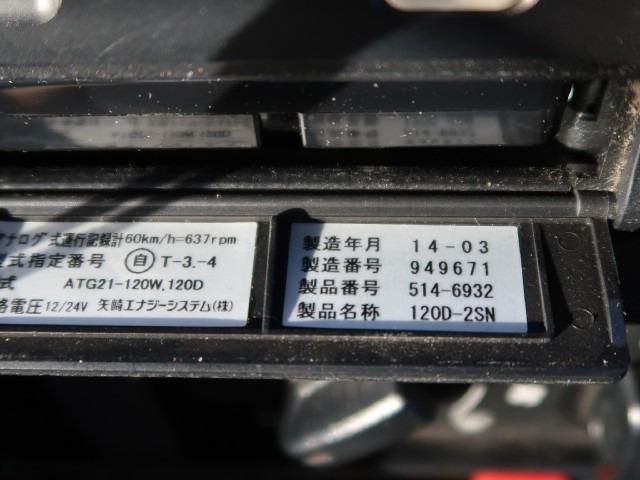 アナログ式運行記録計60km/h=637rpm
型式指定番号 自 T-3.-4
式 ATG21-120W,120D
電圧12/24V 矢崎エナジーシステム(株)
製造年月 14-03
製造番号 949671
製品番号 514-6932
製品名称 120D-2SN